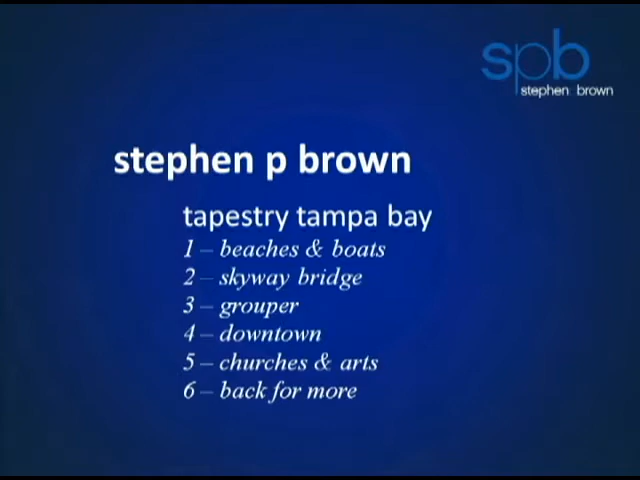 spb
stephen brown
stephen p brown
tapestry tampa bay
1 – beaches & boats
2 – skyway bridge
3 – grouper
4 – downtown
5 – churches & arts
6 – back for more